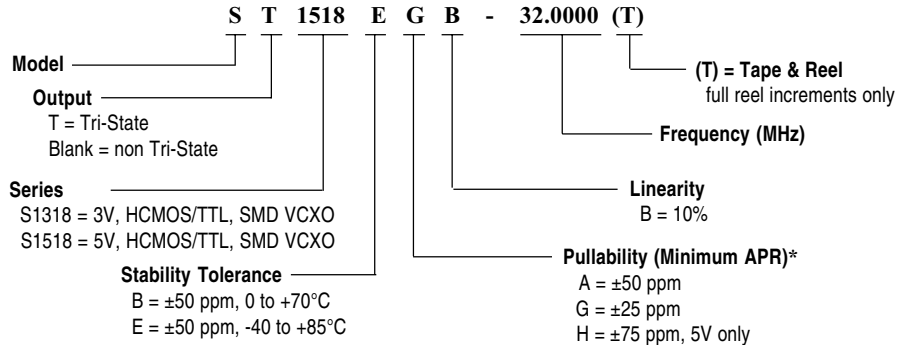 S T 1518 E G B - 32.0000 (T)
Model
Output
T = Tri-State
Blank = non Tri-State
Series
S1318 = 3V, HCMOS/TTL, SMD VCXO
S1518 = 5V, HCMOS/TTL, SMD VCXO
Stability Tolerance
B = ±50 ppm, 0 to +70°C
E = ±50 ppm, -40 to +85°C
(T) = Tape & Reel
full reel increments only
Frequency (MHz)
Linearity
B = 10%
Pullability (Minimum APR)*
A = ±50 ppm
G = ±25 ppm
H = ±75 ppm, 5V only